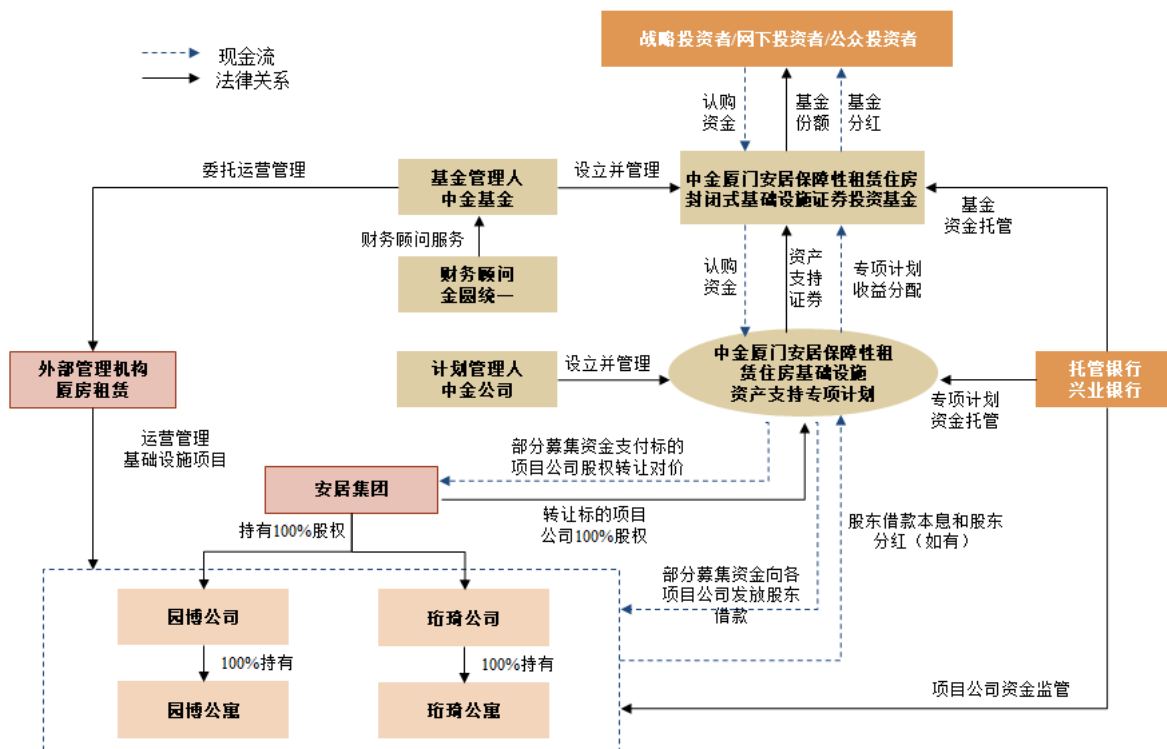 战略投资者/网下投资者/公众投资者
现金流
法律关系
认购
资金
基金
份额
基金
分红
委托运营管理
基金管理人
中金基金
设立并管理
中金厦门安居保障性租赁住房
封闭式基础设施证券投资基金
基金
资金托管
财务顾问服务
财务顾问
金圆统一
认购
资金
资产
支持
证券
专项计划
收益分配
外部管理机构
厦房租赁
计划管理人
中金公司
设立并管理
中金厦门安居保障性租
赁住房基础设施
资产支持专项计划
托管银行
兴业银行
专项计划
资金托管
运营管理
基础设施项目
部分募集资金支付标的
项目公司股权转让对价
安居集团
持有100%股权
转让标的项目
公司100%股权
股东借款本息和股东
分红（如有）
部分募集资金向各
项目公司发放股东
借款
园博公司
珩琦公司
100%持有
100%持有
园博公寓
珩琦公寓
项目公司资金监管